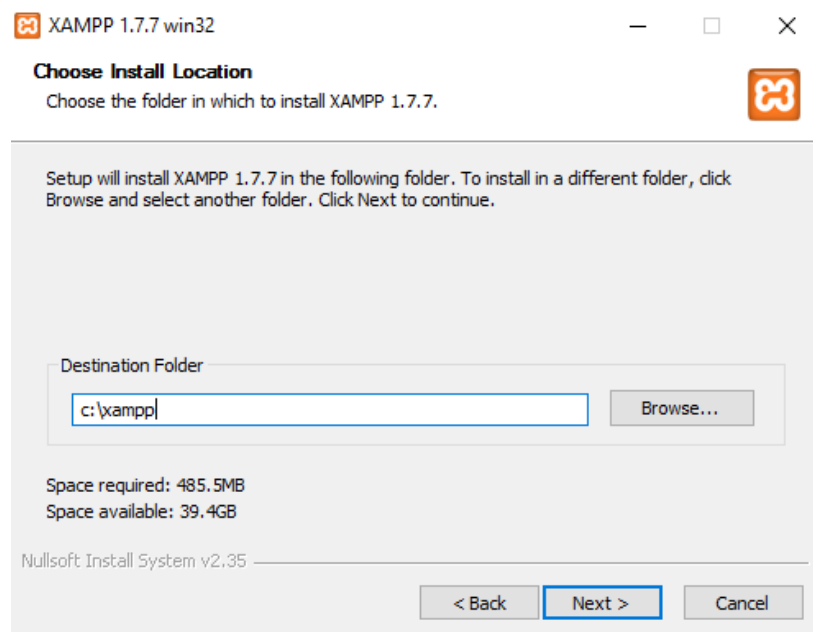 XAMPP 1.7.7 win32
Choose Install Location
Choose the folder in which to install XAMPP 1.7.7.
Setup will install XAMPP 1.7.7 in the following folder. To install in a different folder, click
Browse and select another folder. Click Next to continue.
Destination Folder
c:\xampp
Browse...
Space required: 485.5MB
Space available: 39.4GB
Nullsoft Install System v2.35
< Back
Next >
Cancel